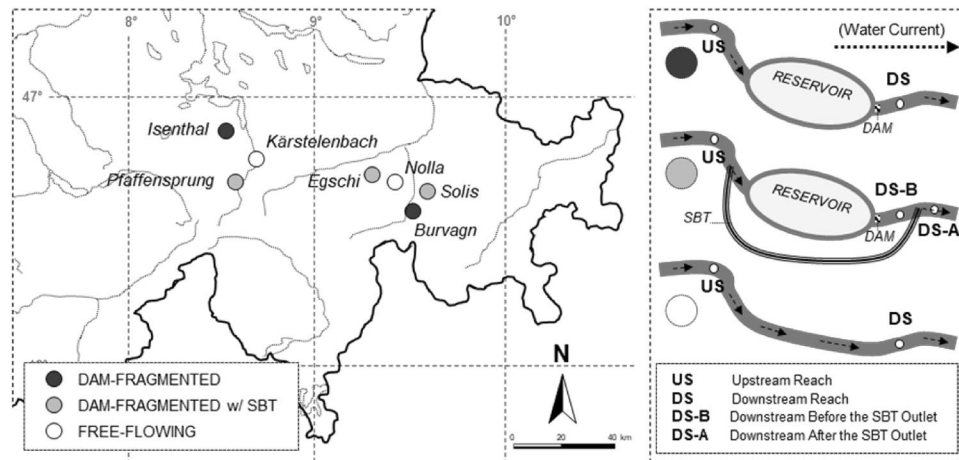 8°
9°
10°
47°
Isenthal
Kärstelenbach
Pfaffensprung
Egschi
Nolla
Solis
Burvagn
N
0 20 40 km
DAM-FRAGMENTED
DAM-FRAGMENTED w/ SBT
FREE-FLOWING
(Water Current)
US
RESERVOIR
DS
DAM
US
RESERVOIR
DS-B
SBT
DAM
DS-A
US
DS
US Upstream Reach
DS Downstream Reach
DS-B Downstream Before the SBT Outlet
DS-A Downstream After the SBT Outlet